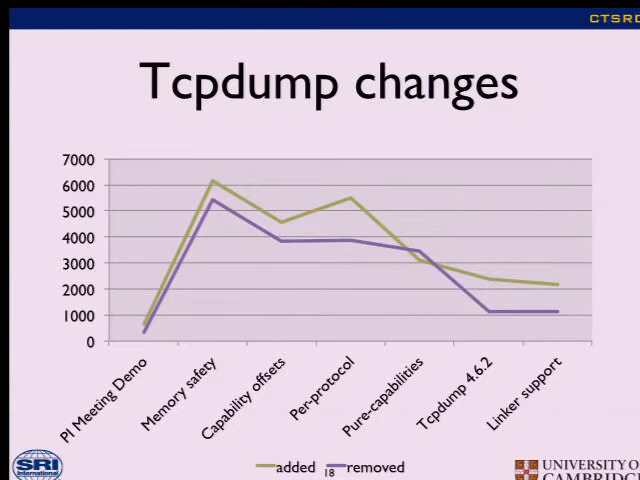 CTSRD
Tcpdump changes
7000
6000
5000
4000
3000
2000
1000
0
PI Meeting Demo
Memory safety
Capability offsets
Per-protocol
Pure-capabilities
Tcpdump 4.6.2
Linker support
added
removed
18
SRI
International
UNIVERSITY OF
CAMBRIDGE